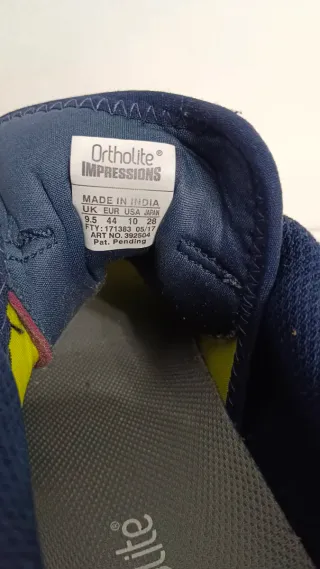 Ortholite®
IMPRESSIONS
MADE IN INDIA
UK EUR USA JAPAN
9.5 44 10 28
FTY: 171383 05/17
ART NO. 392504
Pat. Pending
lite®